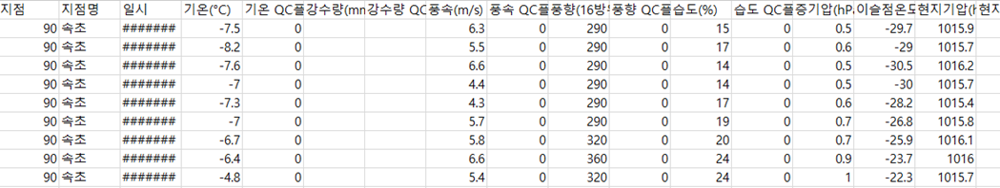 지점 지점명 일시 기온(°C) 기온 QC플 강수량(mm 강수량 QC 풍속(m/s) 풍속 QC플 풍향(16방 풍향 QC플 습도(%) 습도 QC플 증기압(hP 이슬점온도 현지기압(h 현지
90 속초 ####### -7.5 0 6.3 0 290 0 15 0 0.5 -29.7 1015.9
90 속초 ####### -8.2 0 5.5 0 290 0 17 0 0.6 -29 1015.7
90 속초 ####### -7.6 0 6.6 0 290 0 14 0 0.5 -30.5 1016.2
90 속초 ####### -7 0 4.4 0 290 0 14 0 0.5 -30 1015.7
90 속초 ####### -7.3 0 4.3 0 290 0 17 0 0.6 -28.2 1015.4
90 속초 ####### -7 0 5.7 0 290 0 19 0 0.7 -26.8 1015.8
90 속초 ####### -6.7 0 5.8 0 320 0 20 0 0.7 -25.9 1016.1
90 속초 ####### -6.4 0 6.6 0 360 0 24 0 0.9 -23.7 1016
90 속초 ####### -4.8 0 5.4 0 320 0 24 0 1 -22.3 1015.7